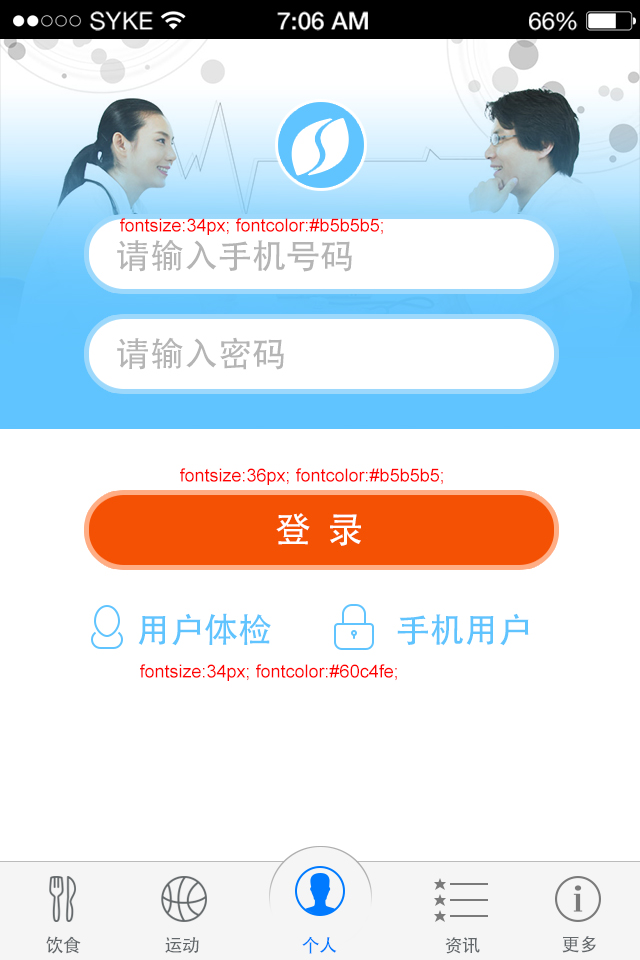 SYKE 7:06 AM 66%
fontsize:34px; fontcolor:#b5b5b5;
请输入手机号码
请输入密码
fontsize:36px; fontcolor:#b5b5b5;
登 录
用户体检 手机用户
fontsize:34px; fontcolor:#60c4fe;
饮食 运动 个人 资讯 更多